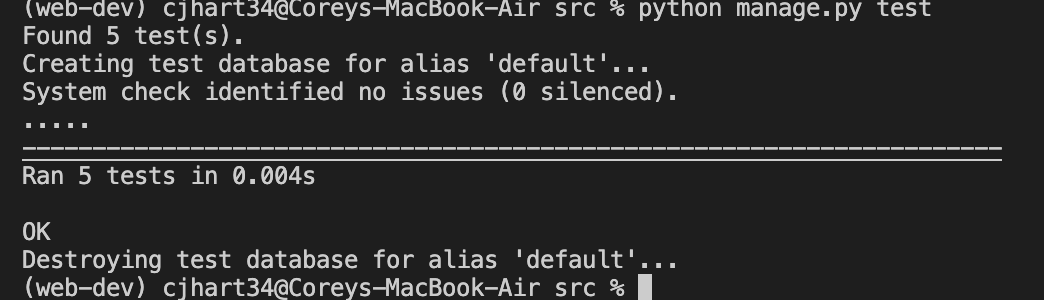 (web-dev) cjhart34@Coreys-MacBook-Air src % python manage.py test
Found 5 test(s).
Creating test database for alias 'default'...
System check identified no issues (0 silenced).
.....
----------------------------------------------------------------------
Ran 5 tests in 0.004s

OK
Destroying test database for alias 'default'...
(web-dev) cjhart34@Coreys-MacBook-Air src %